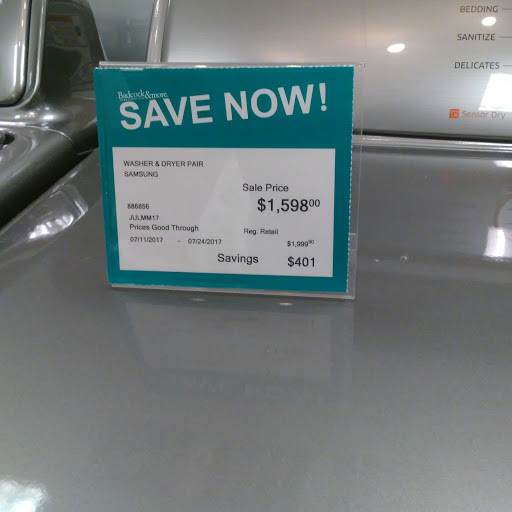 BEDDING
SANITIZE
DELICATES
Sensor Dry
Badcock &more
SAVE NOW!
WASHER & DRYER PAIR
SAMSUNG
Sale Price
$1,598.00
886856
JULMM17
Prices Good Through
Reg. Retail
07/11/2017 - 07/24/2017
$1,999
Savings
$401